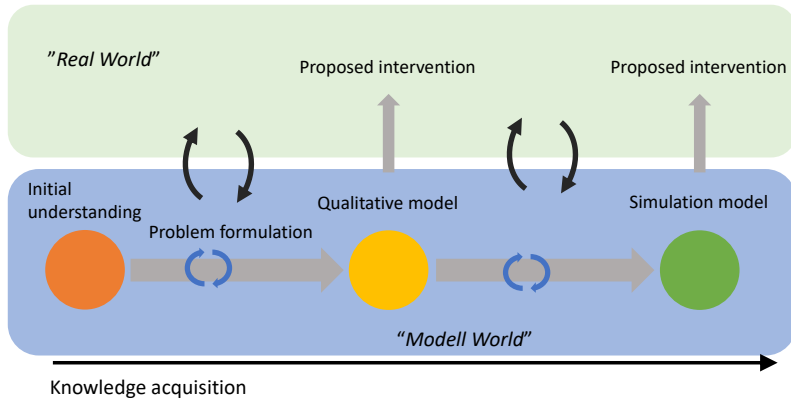 ”Real World”
Proposed intervention
Proposed intervention
Initial
understanding
Qualitative model
Simulation model
Problem formulation
“Modell World”
Knowledge acquisition